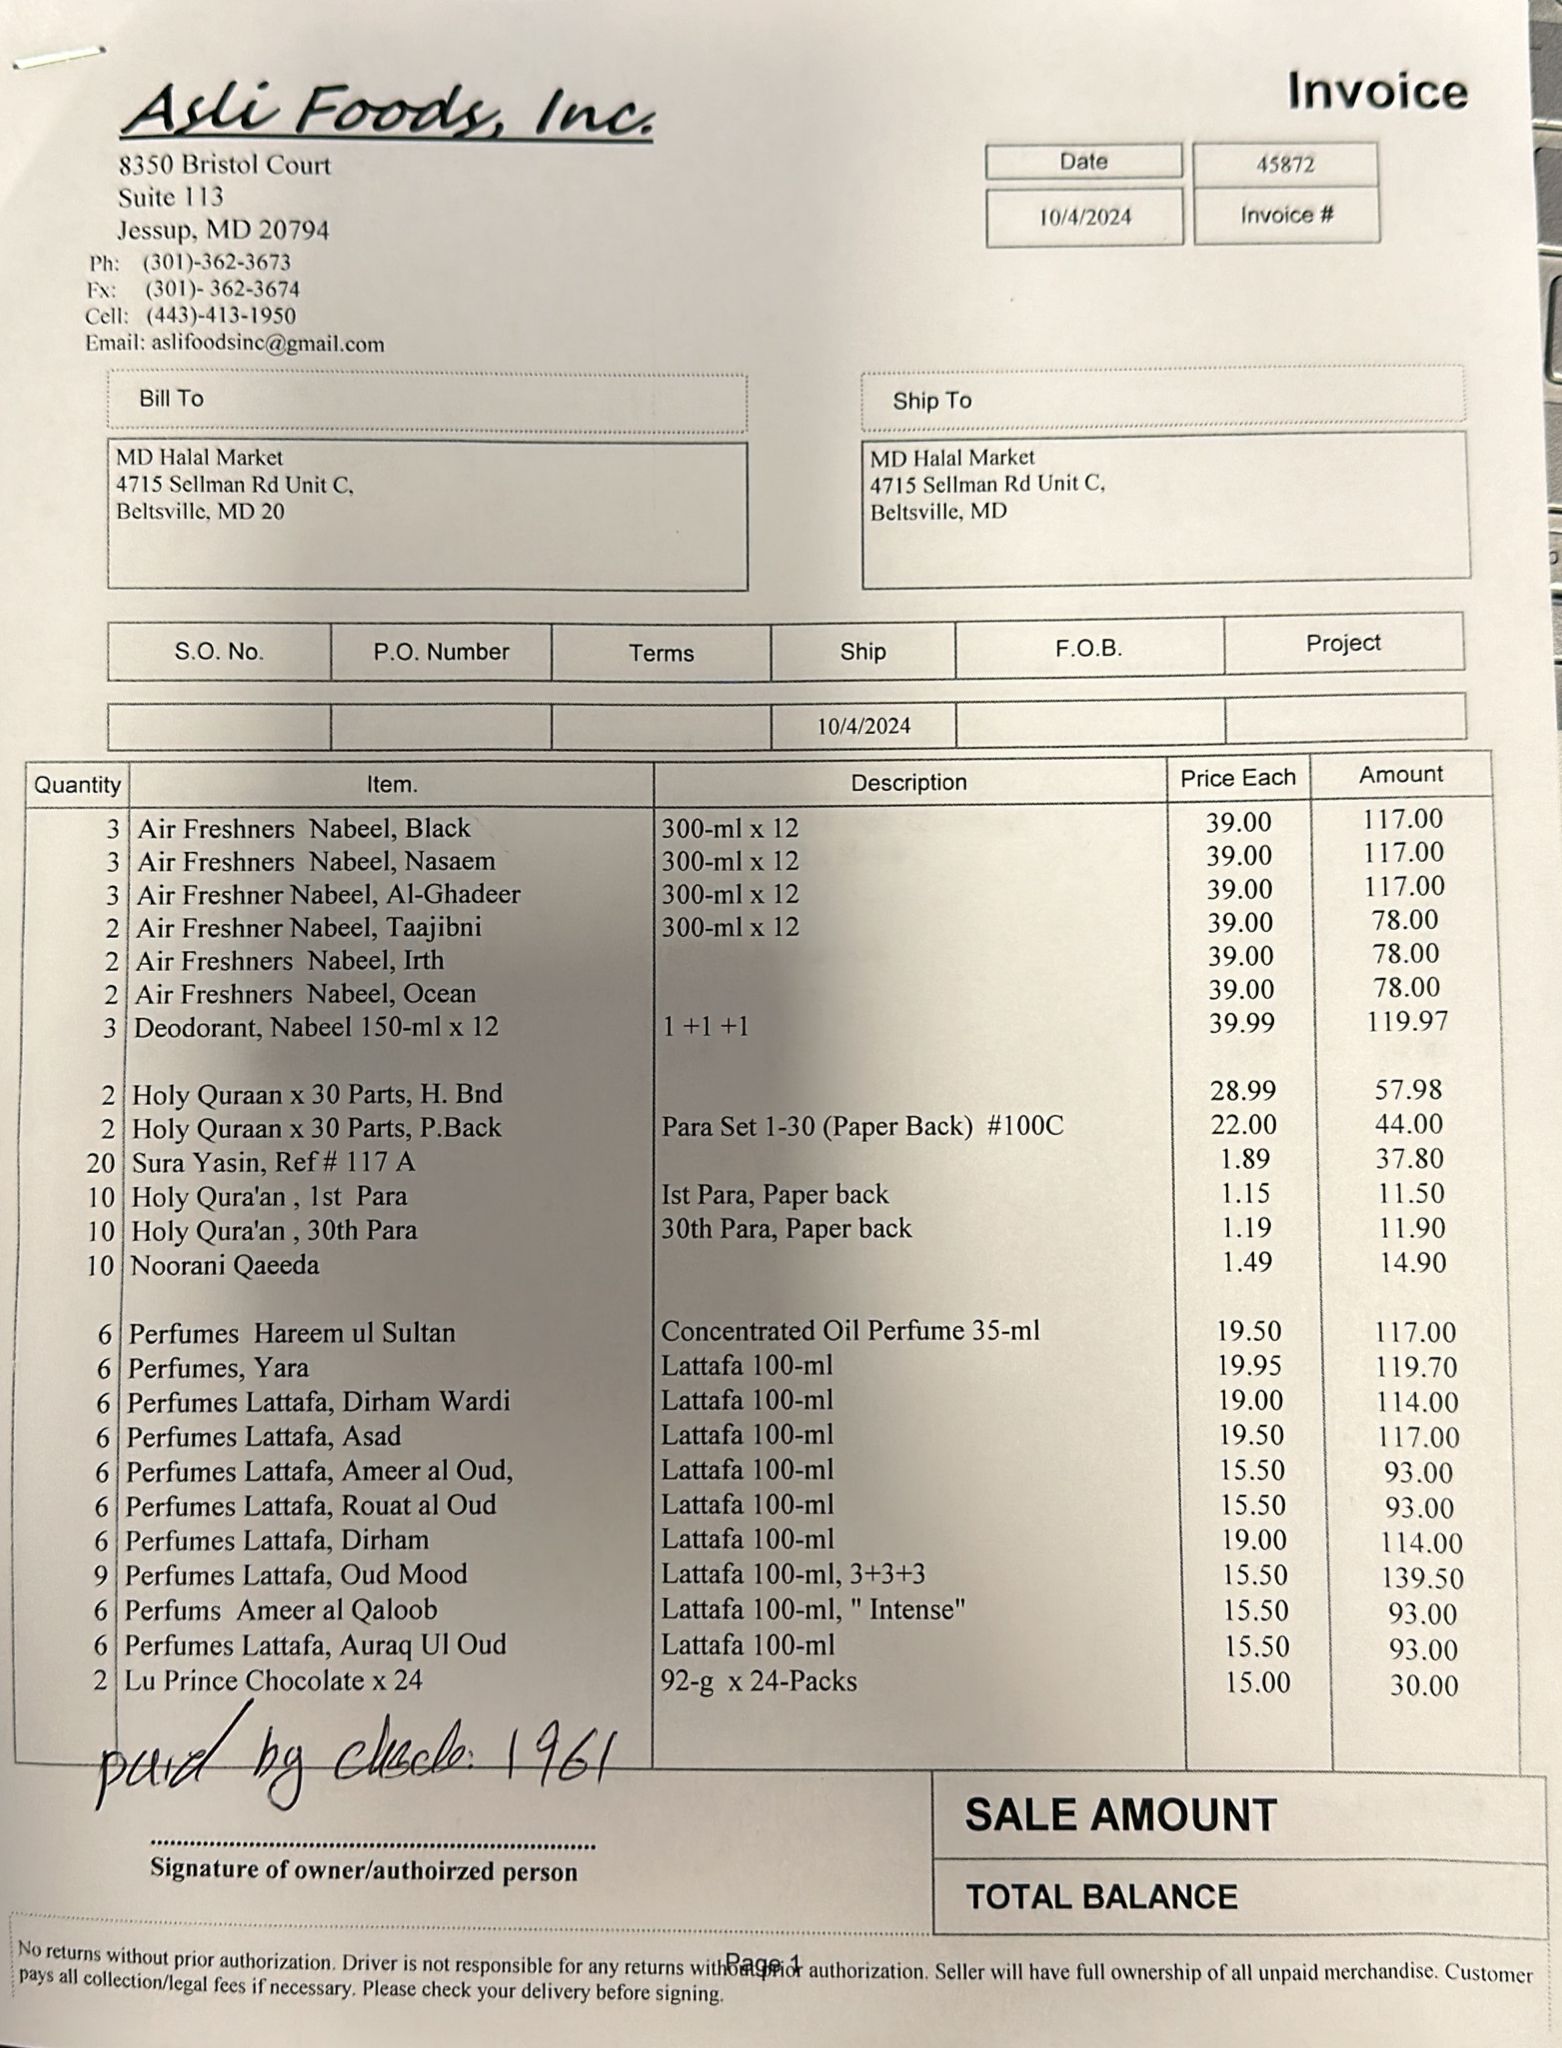 Asli Foods, Inc.
8350 Bristol Court
Suite 113
Jessup, MD 20794
Ph: (301)-362-3673
Fx: (301)- 362-3674
Cell: (443)-413-1950
Email: aslifoodsinc@gmail.com
Invoice
Date 45872
10/4/2024 Invoice #
Bill To
MD Halal Market
4715 Sellman Rd Unit C,
Beltsville, MD 20
Ship To
MD Halal Market
4715 Sellman Rd Unit C,
Beltsville, MD
S.O. No. P.O. Number Terms Ship F.O.B. Project
10/4/2024
Quantity Item. Description Price Each Amount
3 Air Freshners Nabeel, Black 300-ml x 12 39.00 117.00
3 Air Freshners Nabeel, Nasaem 300-ml x 12 39.00 117.00
3 Air Freshner Nabeel, Al-Ghadeer 300-ml x 12 39.00 117.00
2 Air Freshner Nabeel, Taajibni 300-ml x 12 39.00 78.00
2 Air Freshners Nabeel, Irth 39.00 78.00
2 Air Freshners Nabeel, Ocean 39.00 78.00
3 Deodorant, Nabeel 150-ml x 12 1 +1 +1 39.99 119.97
2 Holy Quraan x 30 Parts, H. Bnd 28.99 57.98
2 Holy Quraan x 30 Parts, P.Back Para Set 1-30 (Paper Back) #100C 22.00 44.00
20 Sura Yasin, Ref # 117 A 1.89 37.80
10 Holy Qura'an , 1st Para Ist Para, Paper back 1.15 11.50
10 Holy Qura'an , 30th Para 30th Para, Paper back 1.19 11.90
10 Noorani Qaeeda 1.49 14.90
6 Perfumes Hareem ul Sultan Concentrated Oil Perfume 35-ml 19.50 117.00
6 Perfumes, Yara Lattafa 100-ml 19.95 119.70
6 Perfumes Lattafa, Dirham Wardi Lattafa 100-ml 19.00 114.00
6 Perfumes Lattafa, Asad Lattafa 100-ml 19.50 117.00
6 Perfumes Lattafa, Ameer al Oud, Lattafa 100-ml 15.50 93.00
6 Perfumes Lattafa, Rouat al Oud Lattafa 100-ml 15.50 93.00
6 Perfumes Lattafa, Dirham Lattafa 100-ml 19.00 114.00
9 Perfumes Lattafa, Oud Mood Lattafa 100-ml, 3+3+3 15.50 139.50
6 Perfums Ameer al Qaloob Lattafa 100-ml, " Intense" 15.50 93.00
6 Perfumes Lattafa, Auraq Ul Oud Lattafa 100-ml 15.50 93.00
2 Lu Prince Chocolate x 24 92-g x 24-Packs 15.00 30.00
paid by check: 1961
Signature of owner/authoirzed person
SALE AMOUNT
TOTAL BALANCE
No returns without prior authorization. Driver is not responsible for any returns without prior authorization. Seller will have full ownership of all unpaid merchandise. Customer
pays all collection/legal fees if necessary. Please check your delivery before signing.
Page 1